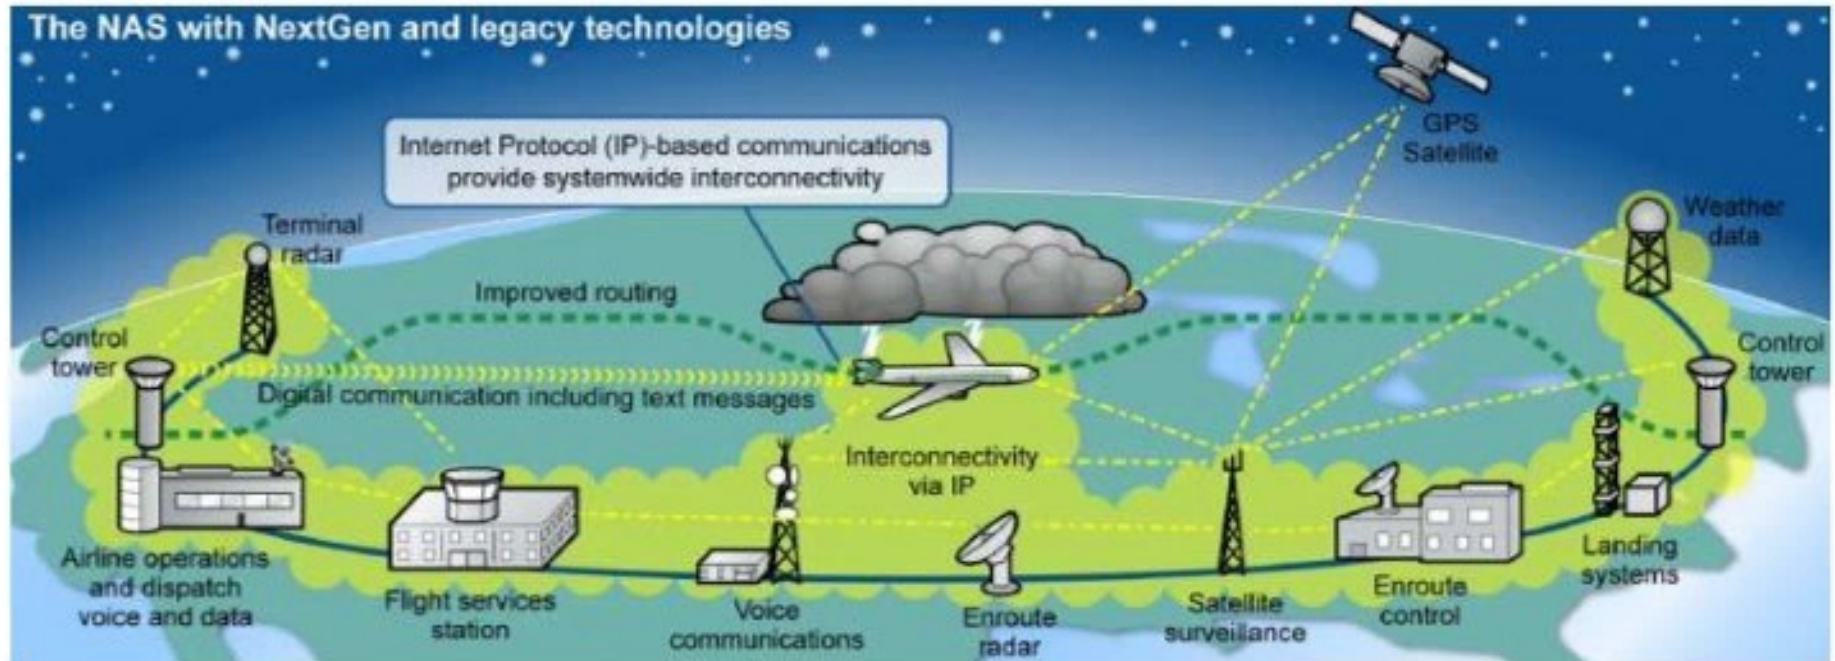 The NAS with NextGen and legacy technologies
Internet Protocol (IP)-based communications
provide systemwide interconnectivity
GPS
Satellite
Weather
data
Terminal
radar
Improved routing
Control
tower
Control
tower
Digital communication including text messages
Interconnectivity
via IP
Airline operations
and dispatch
voice and data
Flight services
station
Voice
communications
Enroute
radar
Satellite
surveillance
Enroute
control
Landing
systems